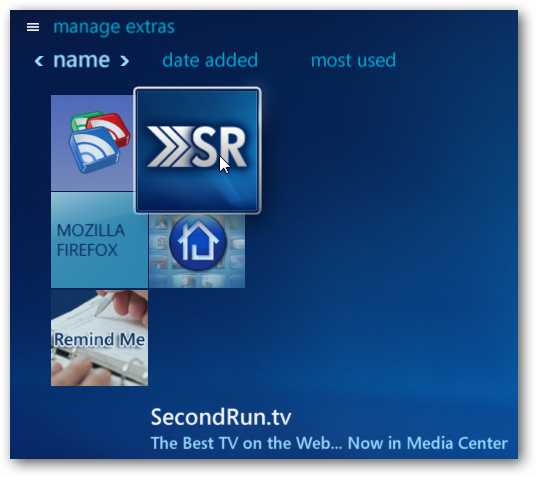 manage extras
name
date added
most used
SR
MOZILLA
FIREFOX
Remind Me
SecondRun.tv
The Best TV on the Web... Now in Media Center